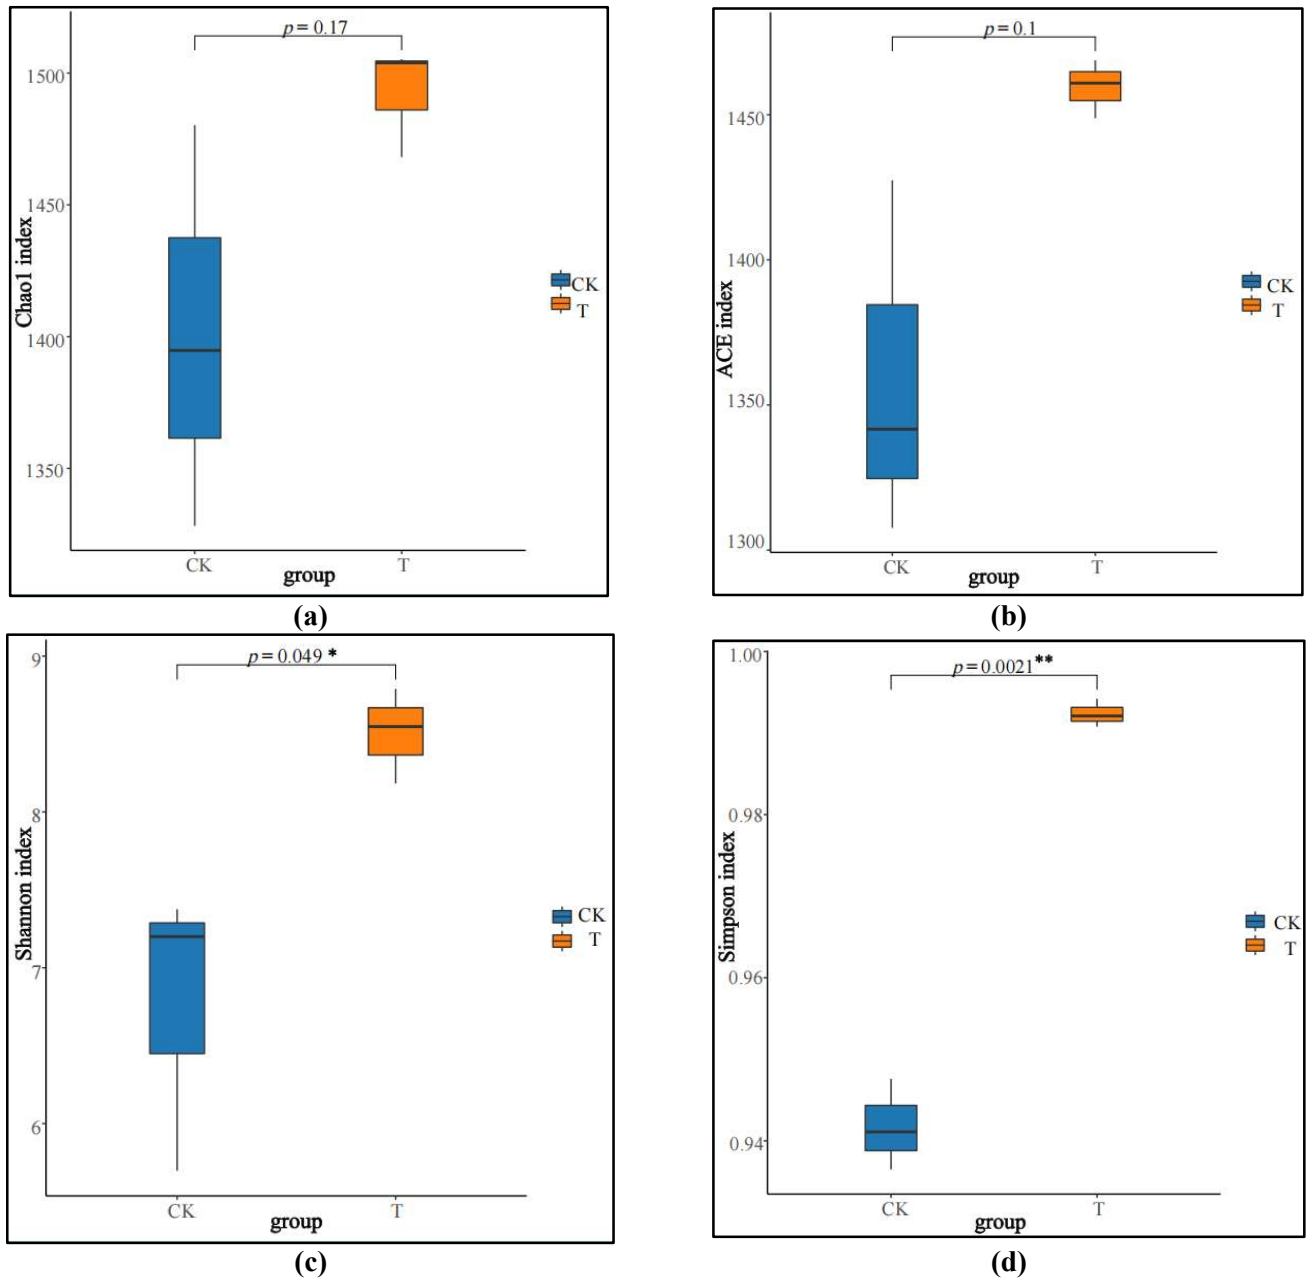 p = 0.17
1500
1450
1400
1350
Chao1 index
CK
T
CK
T
group
(a)
p = 0.1
1450
1400
1350
1300
ACE index
CK
T
CK
T
group
(b)
p = 0.049 *
9
8
7
6
Shannon index
CK
T
CK
T
group
(c)
p = 0.0021**
1.00
0.98
0.96
0.94
Simpson index
CK
T
CK
T
group
(d)